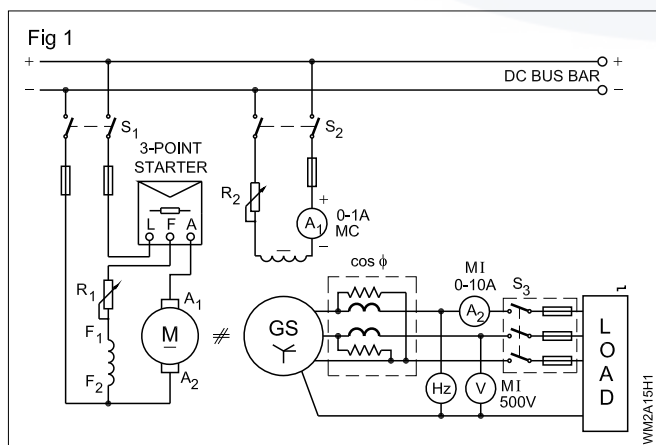 Fig 1
+
+
DC BUS BAR
−
−
S1
S2
3-POINT
STARTER
L F A
R2
+
A1
0-1A
MC
−
cos ϕ
MI
0-10A
S3
R1
A1
A2
F1
M
GS
F2
A2
Hz
V
MI
500V
L
O
A
D
WM2A15H1